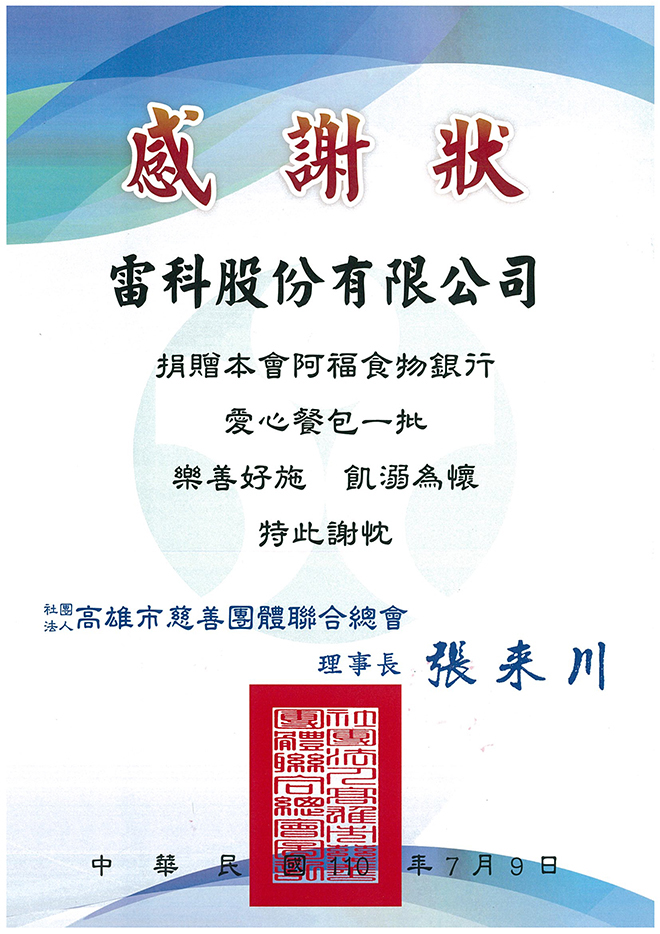 感謝狀
雷科股份有限公司
捐贈本會阿福食物銀行
愛心餐包一批
樂善好施 飢溺為懷
特此謝忱
社團法人高雄市慈善團體聯合總會
理事長 張来川
中華民國110年7月9日